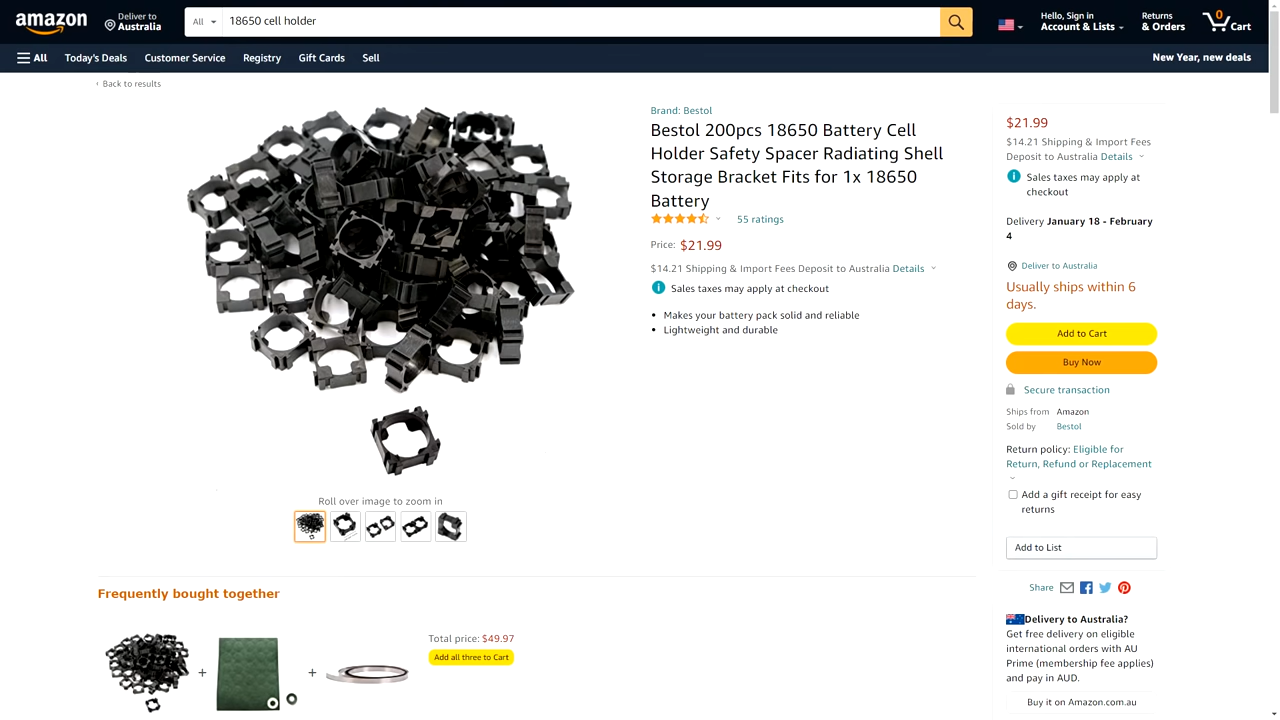 amazon
Deliver to
Australia
All
18650 cell holder
Hello, Sign in
Account & Lists
Returns
& Orders
0
Cart
All
Today's Deals
Customer Service
Registry
Gift Cards
Sell
New Year, new deals
‹ Back to results
Brand: Bestol
Bestol 200pcs 18650 Battery Cell
Holder Safety Spacer Radiating Shell
Storage Bracket Fits for 1x 18650
Battery
55 ratings
Price: $21.99
$14.21 Shipping & Import Fees Deposit to Australia Details
Sales taxes may apply at checkout
• Makes your battery pack solid and reliable
• Lightweight and durable
Roll over image to zoom in
$21.99
$14.21 Shipping & Import Fees
Deposit to Australia Details
Sales taxes may apply at
checkout
Delivery January 18 - February
4
Deliver to Australia
Usually ships within 6
days.
Add to Cart
Buy Now
Secure transaction
Ships from Amazon
Sold by Bestol
Return policy: Eligible for
Return, Refund or Replacement
Add a gift receipt for easy
returns
Add to List
Share
Delivery to Australia?
Get free delivery on eligible
international orders with AU
Prime (membership fee applies)
and pay in AUD.
Buy it on Amazon.com.au
Frequently bought together
+
+
Total price: $49.97
Add all three to Cart